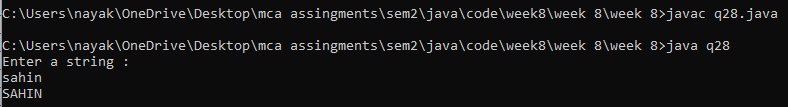 C:\Users\nayak\OneDrive\Desktop\mca assingments\sem2\java\code\week8\week 8\week 8>javac q28.java
C:\Users\nayak\OneDrive\Desktop\mca assingments\sem2\java\code\week8\week 8\week 8>java q28
Enter a string :
sahin
SAHIN